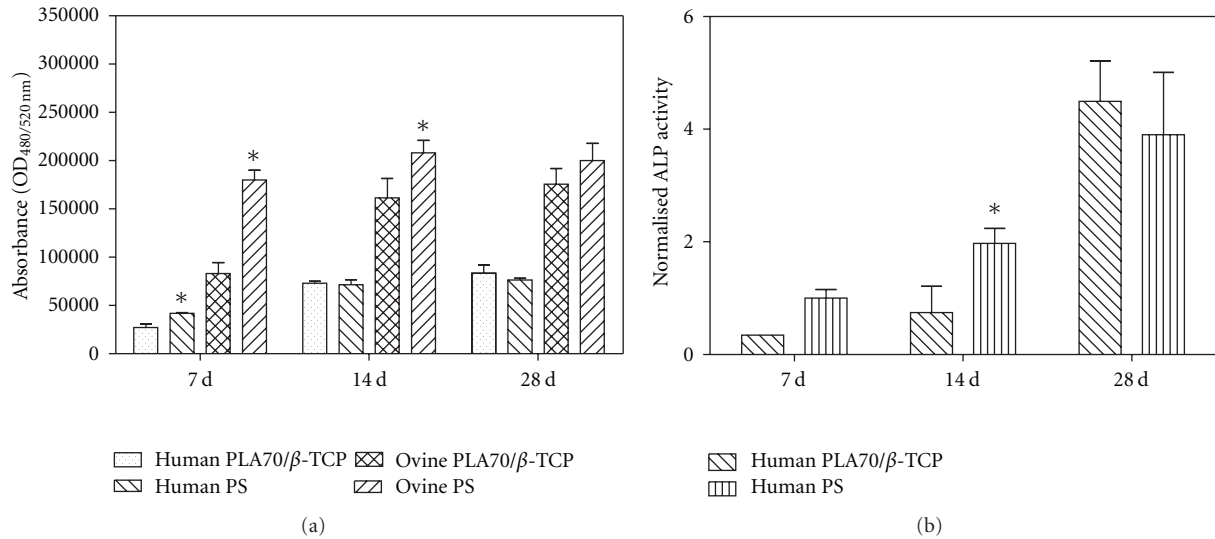 350000
300000
250000
200000
150000
100000
50000
0
Absorbance (OD480/520 nm)
*
*
*
7 d
14 d
28 d
Human PLA70/β-TCP
Human PS
Ovine PLA70/β-TCP
Ovine PS
(a)
6
4
2
0
Normalised ALP activity
*
7 d
14 d
28 d
Human PLA70/β-TCP
Human PS
(b)